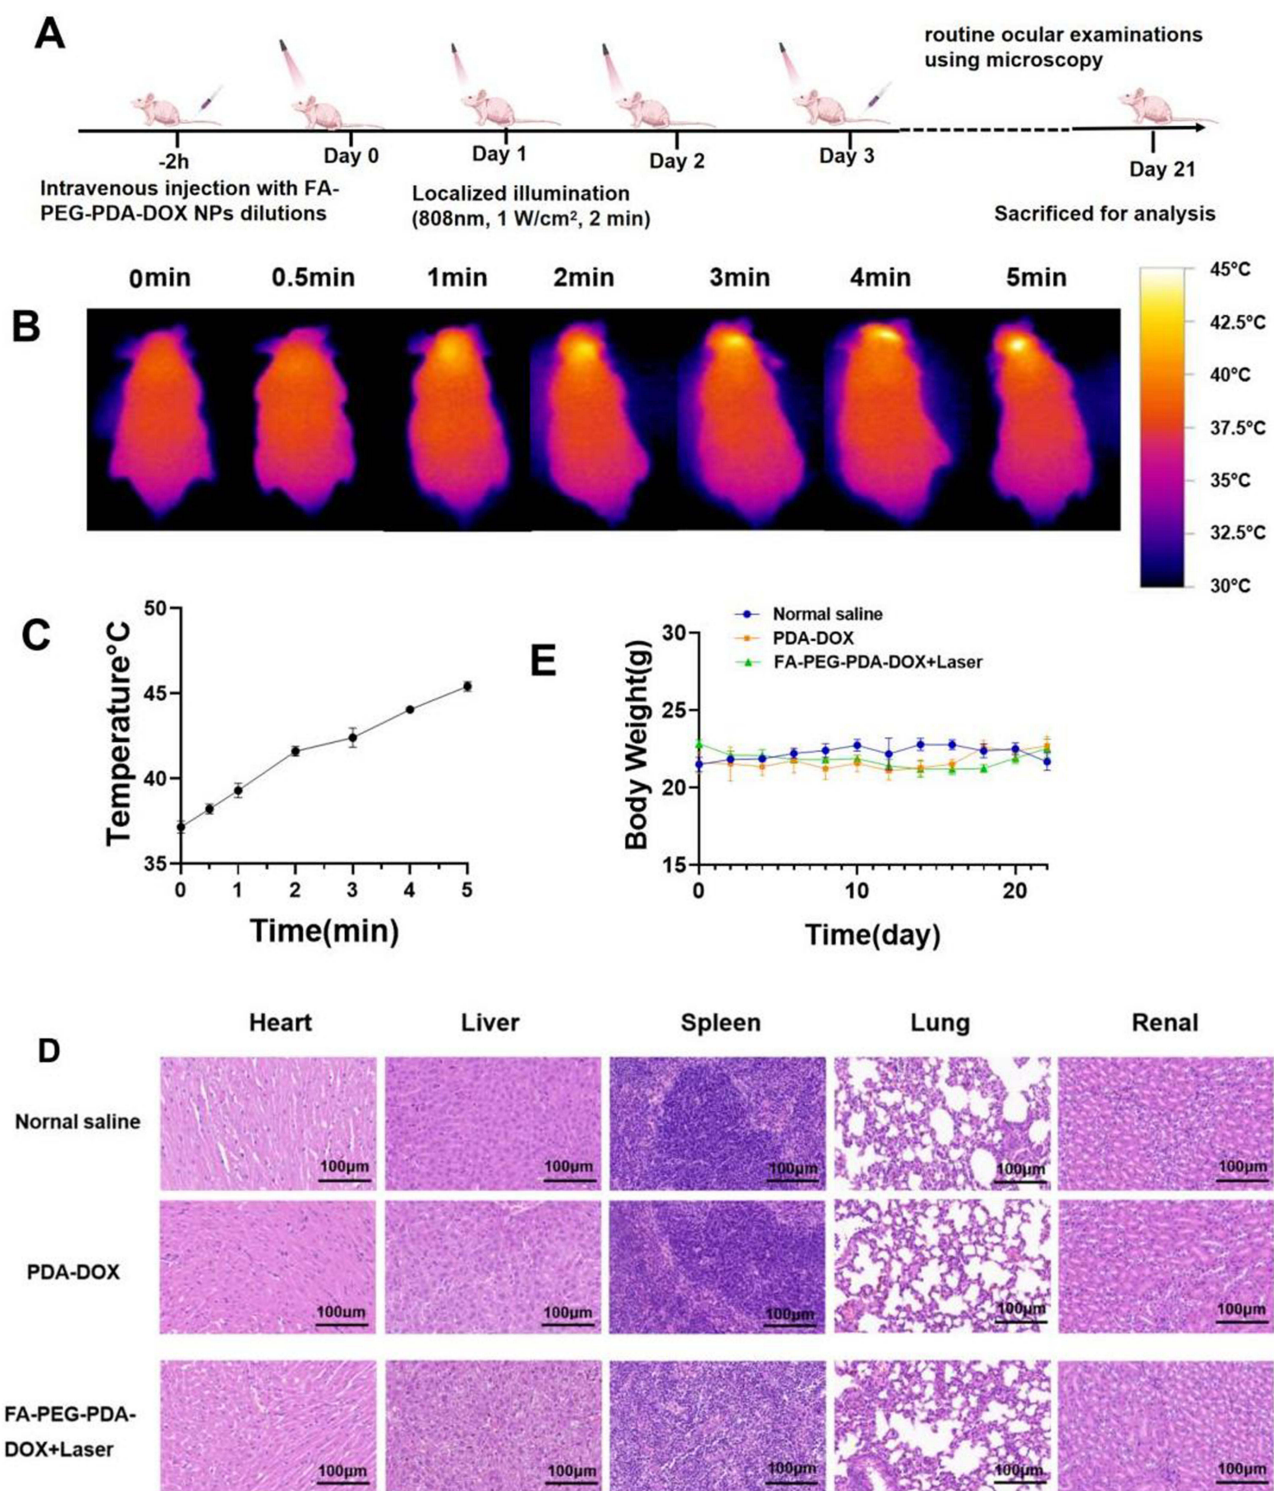 A
routine ocular examinations
using microscopy
-2h
Day 0
Day 1
Day 2
Day 3
Day 21
Intravenous injection with FA-
PEG-PDA-DOX NPs dilutions
Localized illumination
(808nm, 1 W/cm², 2 min)
Sacrificed for analysis
B
0min 0.5min 1min 2min 3min 4min 5min
45°C
42.5°C
40°C
37.5°C
35°C
32.5°C
30°C
C
Temperature°C
50
45
40
35
0 1 2 3 4 5
Time(min)
E
Normal saline
PDA-DOX
FA-PEG-PDA-DOX+Laser
Body Weight(g)
30
25
20
15
0 10 20
Time(day)
D
Heart Liver Spleen Lung Renal
Nornal saline
100μm 100μm 100μm 100μm 100μm
PDA-DOX
100μm 100μm 100μm 100μm 100μm
FA-PEG-PDA-
DOX+Laser
100μm 100μm 100μm 100μm 100μm